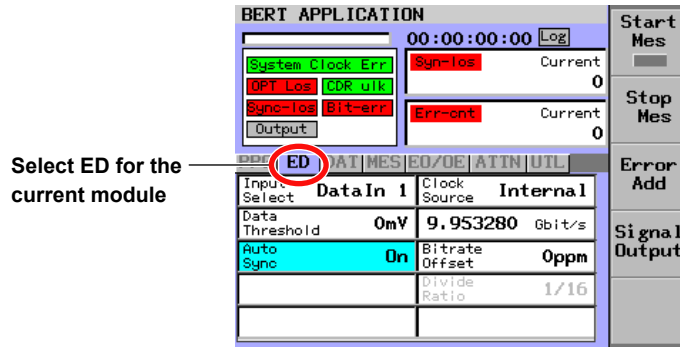 BERT APPLICATION
00:00:00:00 Log
System Clock Err
OPT Los CDR ulk
Sync-los Bit-err
Output
Syn-los Current
0
Err-cnt Current
0
Select ED for the
current module
PPG ED DAT MES EO/OE ATTN UTL
Input
Select DataIn 1
Clock
Source Internal
Data
Threshold 0mV
9.953280 Gbit/s
Auto
Sync On
Bitrate
Offset 0ppm
Divide
Ratio 1/16
Start
Mes
Stop
Mes
Error
Add
Signal
Output